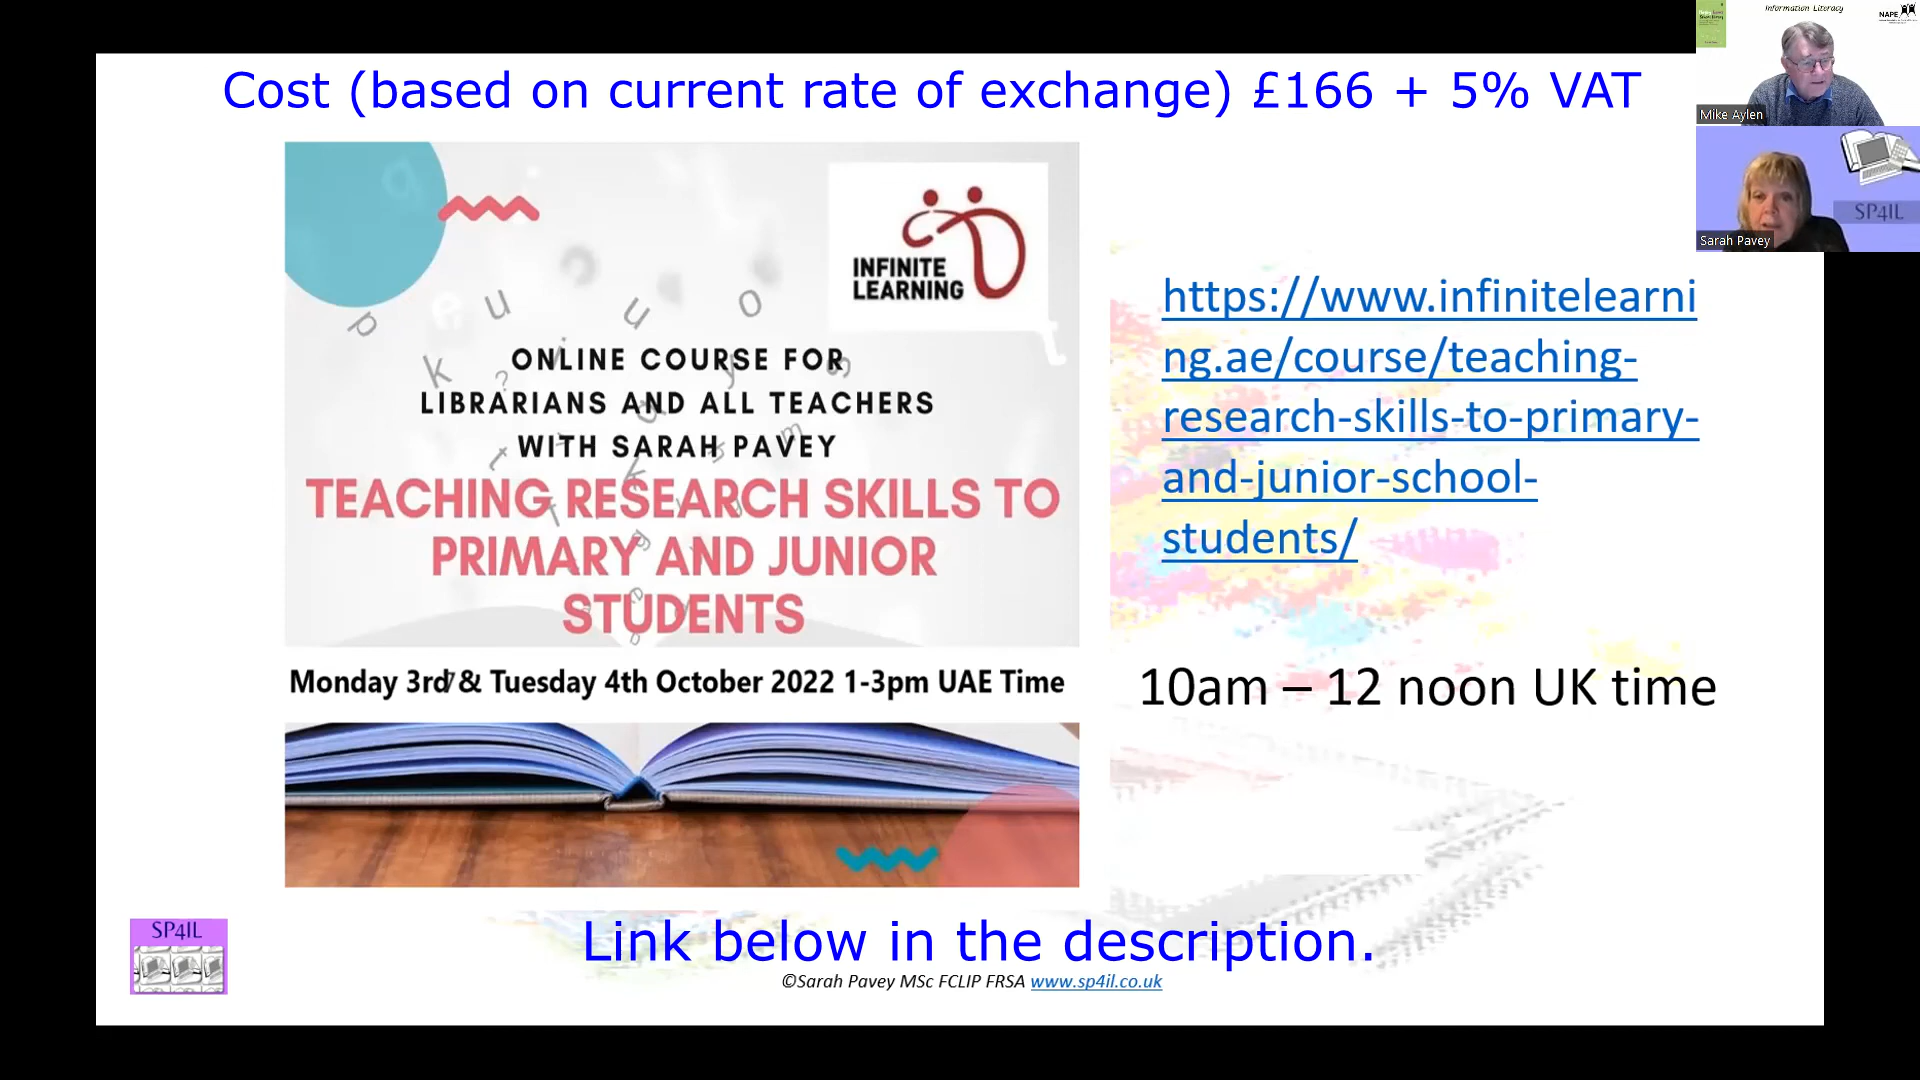 Cost (based on current rate of exchange) £166 + 5% VAT
Information Literacy
NAPE
Mike Aylen
SP4IL
Sarah Pavey
INFINITE
LEARNING
ONLINE COURSE FOR
LIBRARIANS AND ALL TEACHERS
WITH SARAH PAVEY
TEACHING RESEARCH SKILLS TO
PRIMARY AND JUNIOR
STUDENTS
Monday 3rd & Tuesday 4th October 2022 1-3pm UAE Time
https://www.infinitelearni
ng.ae/course/teaching-
research-skills-to-primary-
and-junior-school-
students/
10am – 12 noon UK time
SP4IL
Link below in the description.
©Sarah Pavey MSc FCLIP FRSA www.sp4il.co.uk